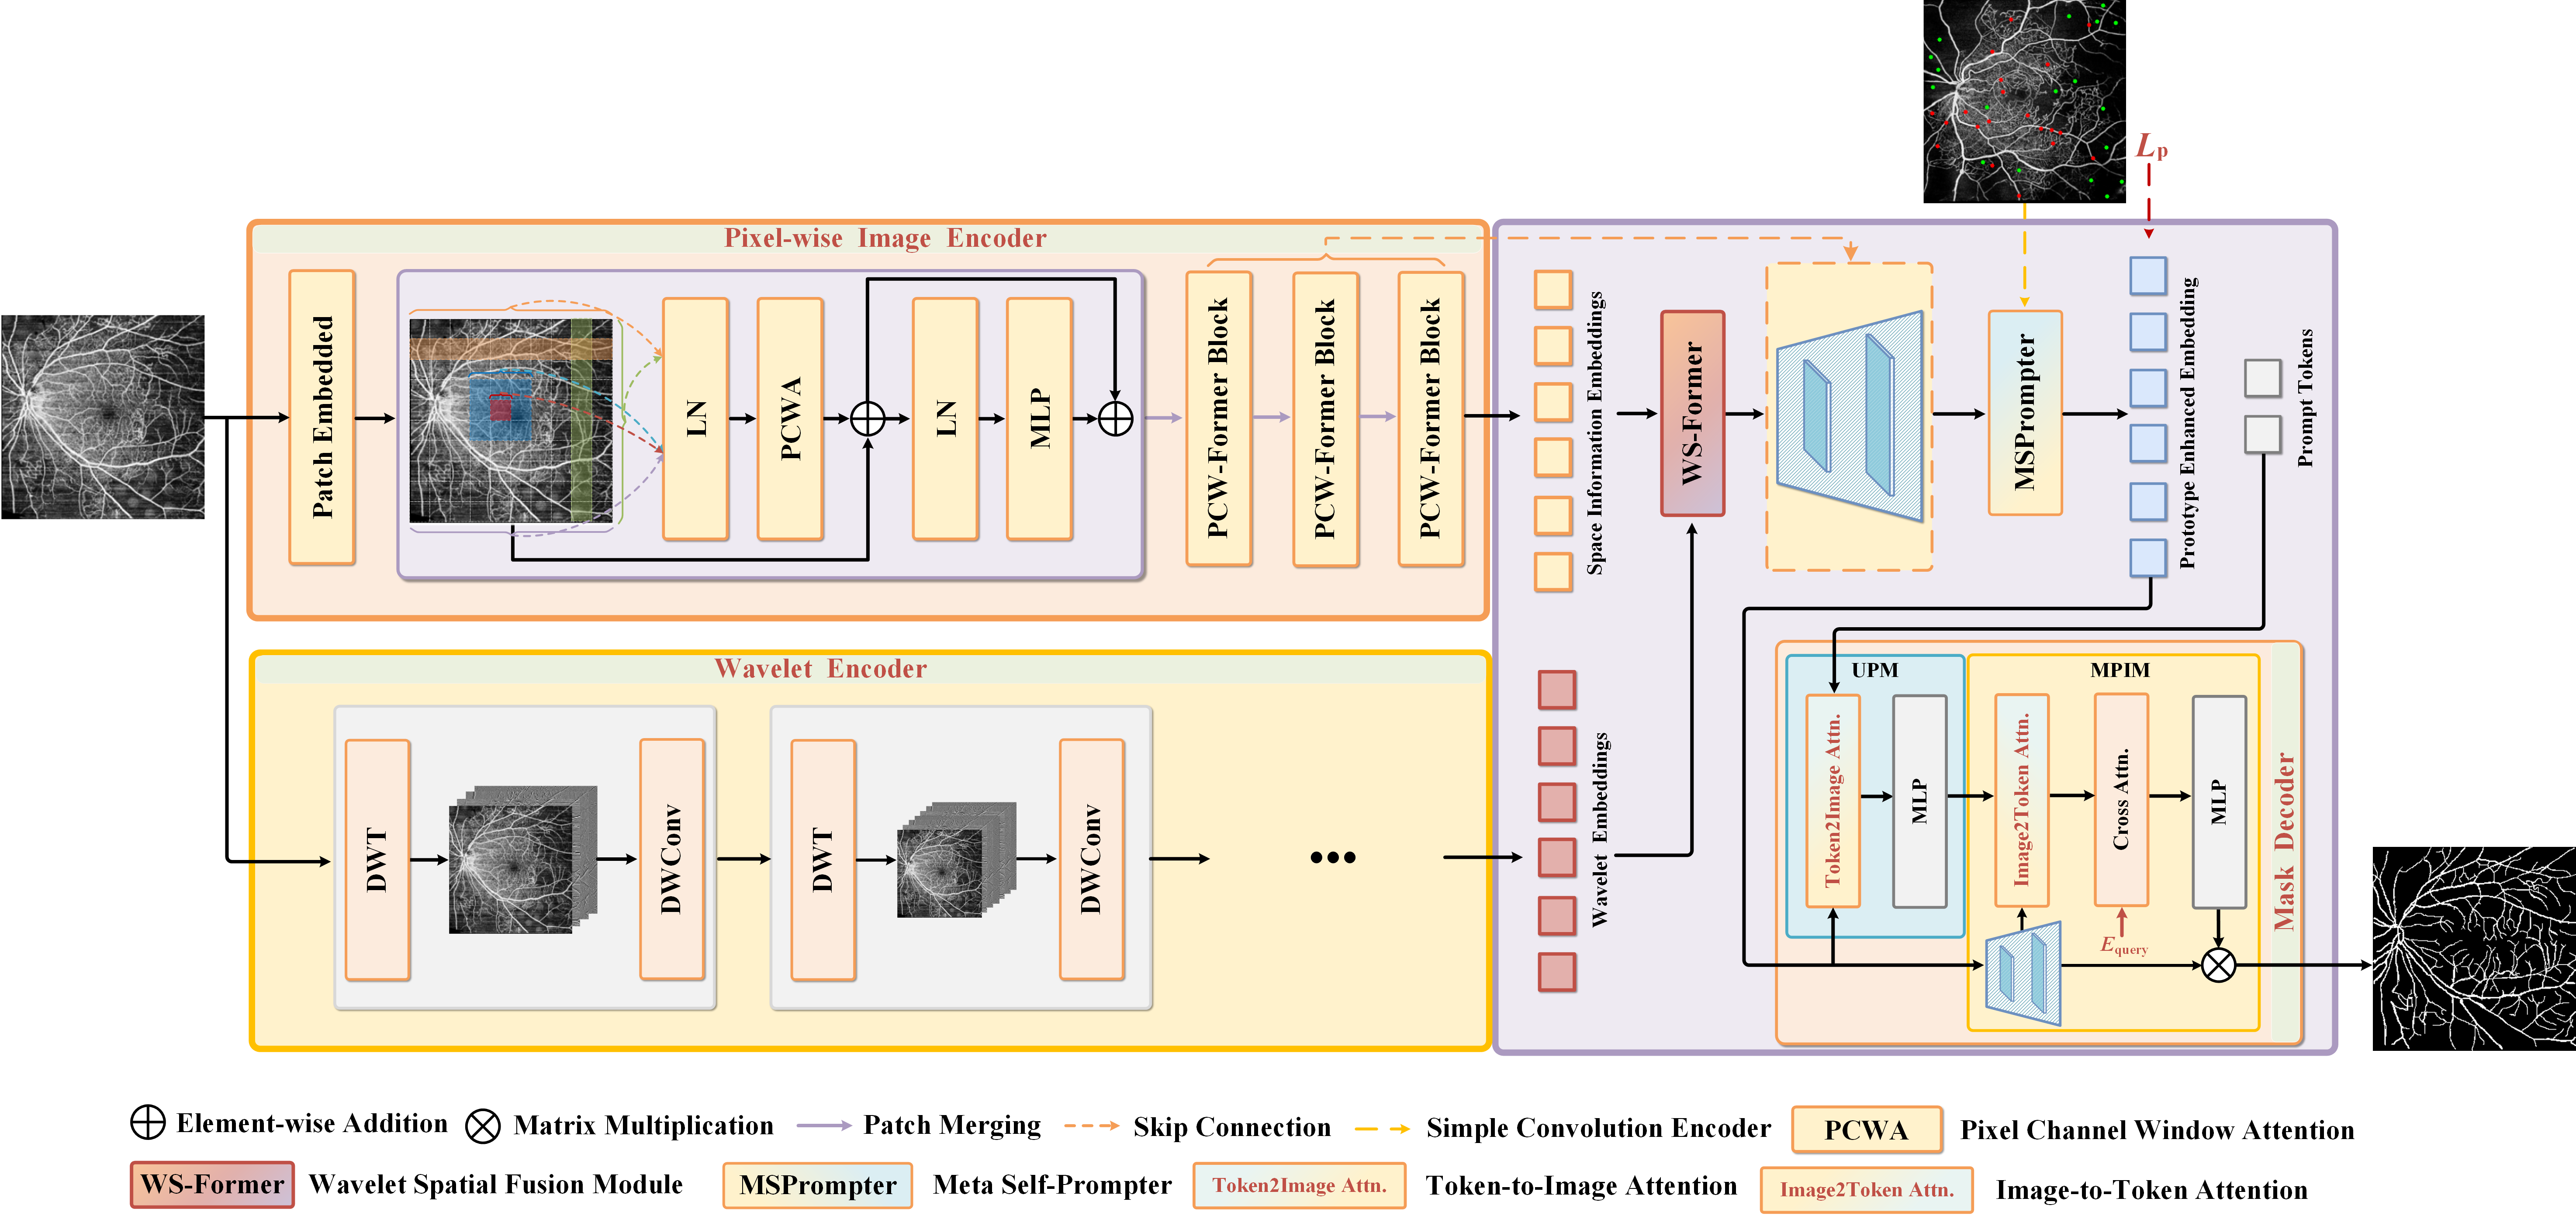 Lp
Pixel-wise Image Encoder
Patch Embedded
LN
PCWA
LN
MLP
PCW-Former Block
PCW-Former Block
PCW-Former Block
Space Information Embeddings
WS-Former
MSPrompter
Prototype Enhanced Embedding
Prompt Tokens
Wavelet Encoder
DWT
DWConv
DWT
DWConv
•••
Wavelet Embeddings
UPM
MPIM
Token2Image Attn.
MLP
Image2Token Attn.
Cross Attn.
MLP
Equery
Mask Decoder
Element-wise Addition
Matrix Multiplication
Patch Merging
Skip Connection
Simple Convolution Encoder
PCWA
Pixel Channel Window Attention
WS-Former
Wavelet Spatial Fusion Module
MSPrompter
Meta Self-Prompter
Token2Image Attn.
Token-to-Image Attention
Image2Token Attn.
Image-to-Token Attention